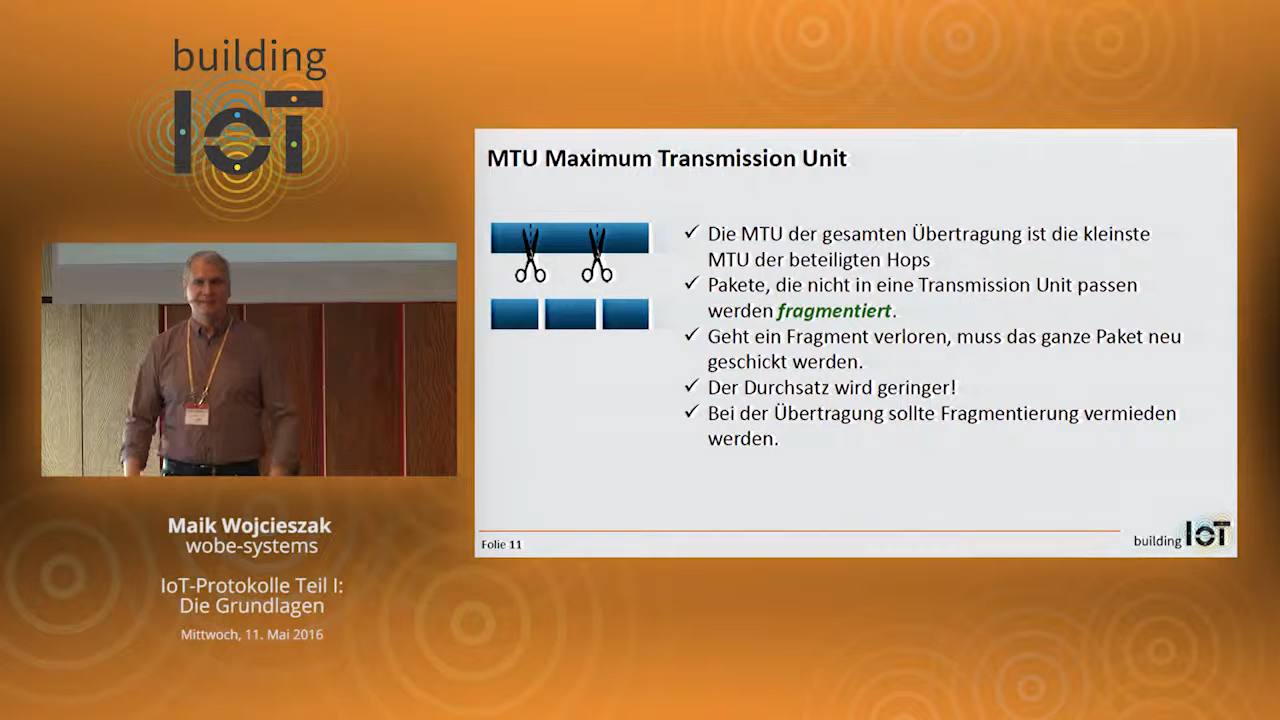 building
IoT
Maik Wojcieszak
wobe-systems
IoT-Protokolle Teil I:
Die Grundlagen
Mittwoch, 11. Mai 2016
MTU Maximum Transmission Unit
✓ Die MTU der gesamten Übertragung ist die kleinste
MTU der beteiligten Hops
✓ Pakete, die nicht in eine Transmission Unit passen
werden fragmentiert.
✓ Geht ein Fragment verloren, muss das ganze Paket neu
geschickt werden.
✓ Der Durchsatz wird geringer!
✓ Bei der Übertragung sollte Fragmentierung vermieden
werden.
Folie 11
building IoT